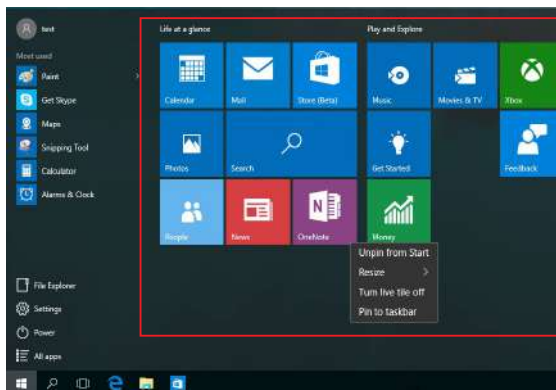 test
Most used
Paint
Get Skype
Maps
Snipping Tool
Calculator
Alarms & Clock
File Explorer
Settings
Power
All apps
Life at a glance
Calendar
Mail
Store (Beta)
Photos
Search
People
News
OneNote
Play and Explore
Music
Movies & TV
Xbox
Get Started
Feedback
Money
Unpin from Start
Resize
Turn live tile off
Pin to taskbar